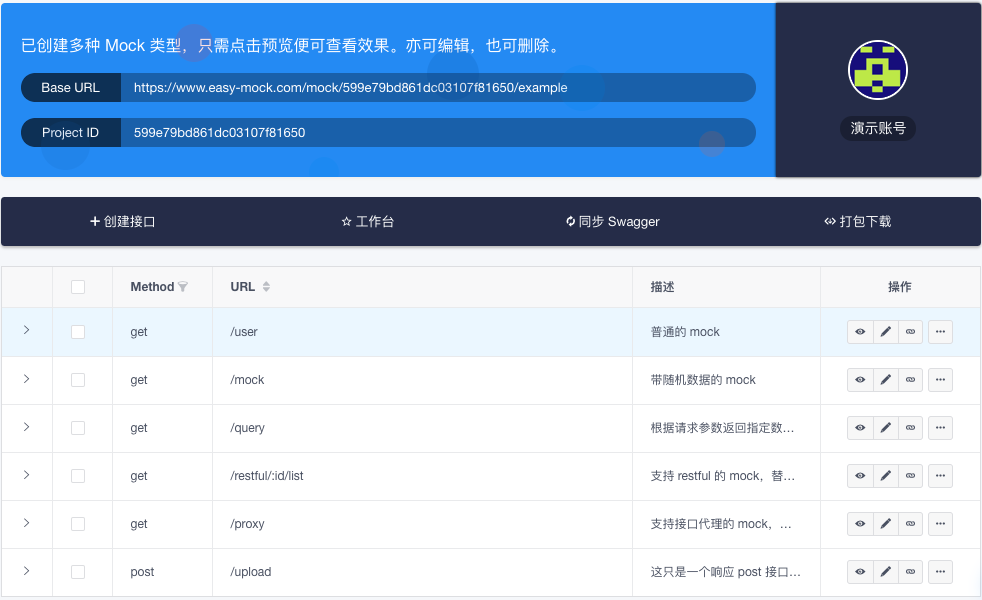 已创建多种 Mock 类型，只需点击预览便可查看效果。亦可编辑，也可删除。
Base URL https://www.easy-mock.com/mock/599e79bd861dc03107f81650/example
Project ID 599e79bd861dc03107f81650
演示账号
创建接口 工作台 同步 Swagger 打包下载
Method URL 描述 操作
get /user 普通的 mock
get /mock 带随机数据的 mock
get /query 根据请求参数返回指定数...
get /restful/:id/list 支持 restful 的 mock，替...
get /proxy 支持接口代理的 mock，...
post /upload 这只是一个响应 post 接口...